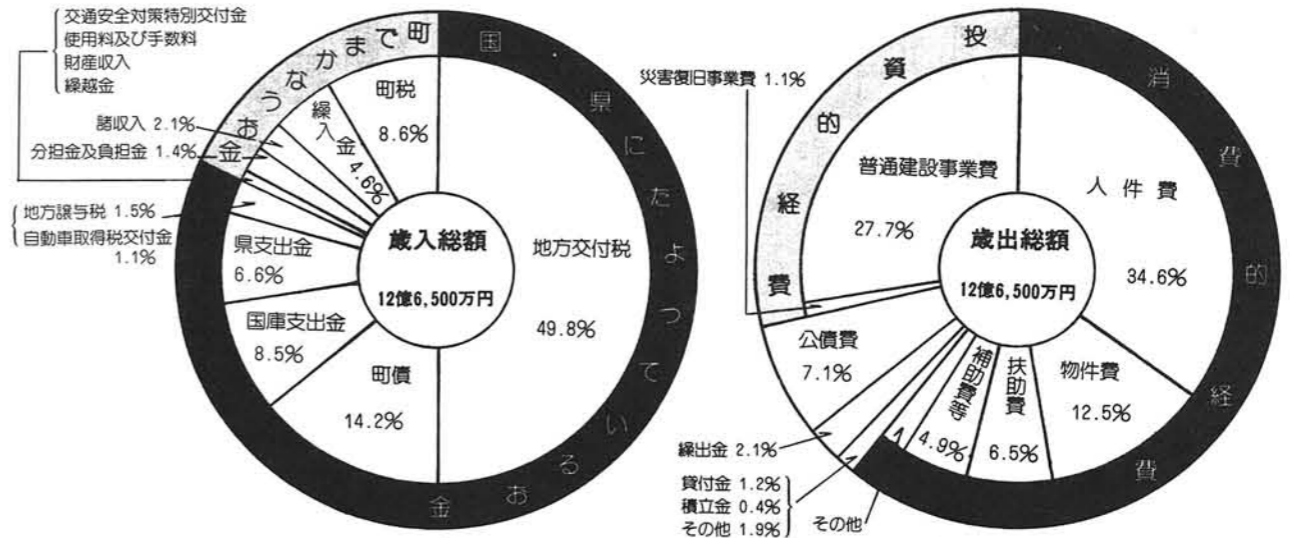 交通安全対策特別交付金
使用料及び手数料
財産収入
繰越金
諸収入 2.1%
分担金及負担金 1.4%
地方譲与税 1.5%
自動車取得税交付金
1.1%
町でまかなうお金
国県にたよっているお金
町税
8.6%
繰入金
4.6%
歳入総額
12億6,500万円
地方交付税
49.8%
県支出金
6.6%
国庫支出金
8.5%
町債
14.2%
投資的経費
消費的経費
災害復旧事業費 1.1%
普通建設事業費
27.7%
人件費
34.6%
歳出総額
12億6,500万円
公債費
7.1%
補助費等
4.9%
扶助費
6.5%
物件費
12.5%
繰出金 2.1%
貸付金 1.2%
積立金 0.4%
その他 1.9%
その他